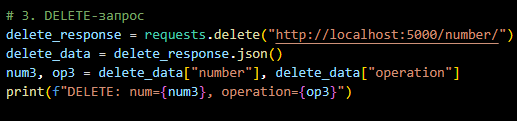 # 3. DELETE-запрос
delete_response = requests.delete("http://localhost:5000/number/")
delete_data = delete_response.json()
num3, op3 = delete_data["number"], delete_data["operation"]
print(f"DELETE: num={num3}, operation={op3}")